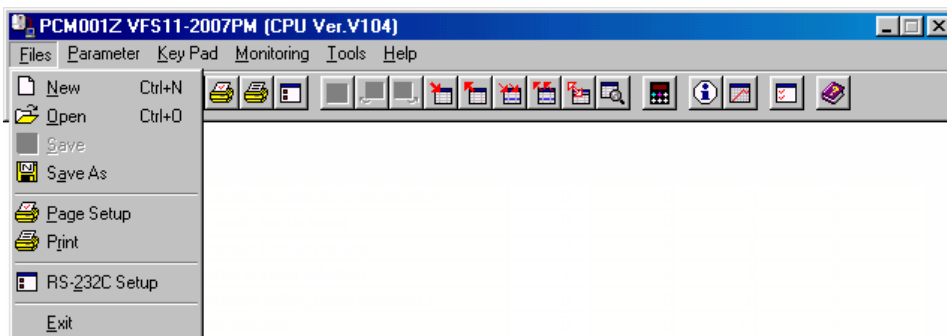 PCM001Z VFS11-2007PM (CPU Ver.V104)
Files Parameter Key Pad Monitoring Tools Help
New Ctrl+N
Open Ctrl+O
Save
Save As
Page Setup
Print
RS-232C Setup
Exit